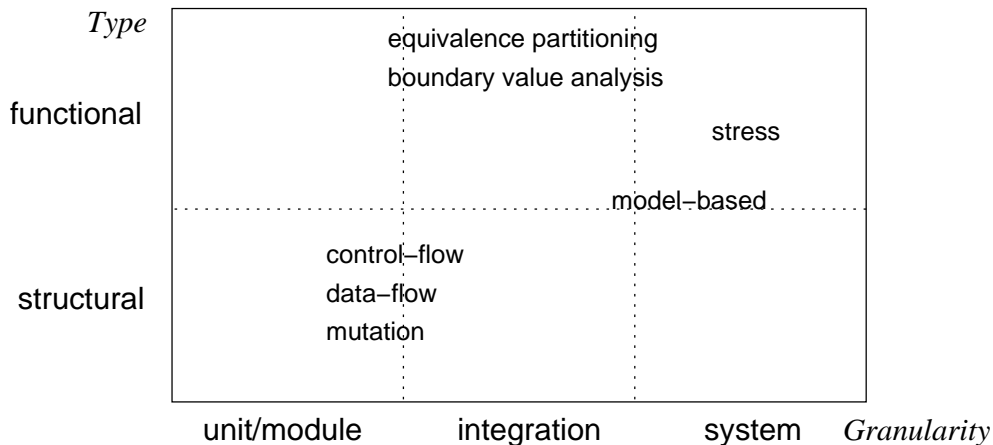 Type
equivalence partitioning
boundary value analysis
functional
stress
model−based
control−flow
structural
data−flow
mutation
unit/module integration system Granularity